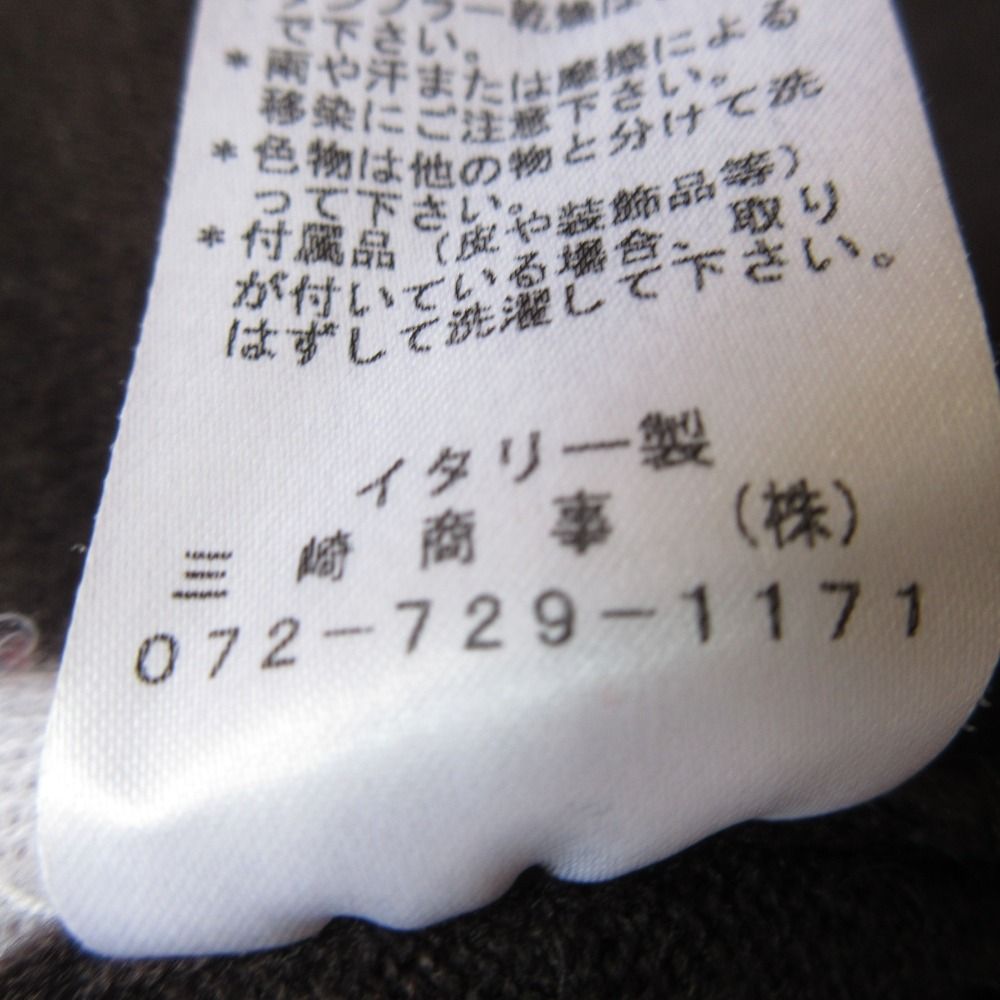 ー乾燥は
で下さい。
*雨や汗または摩擦による
移染にご注意下さい。
*色物は他の物と分けて洗
って下さい。
*付属品(皮や装飾品等)
が付いている場合、取り
はずして洗濯して下さい。
イタリー製
三崎商事(株)
072-729-1171